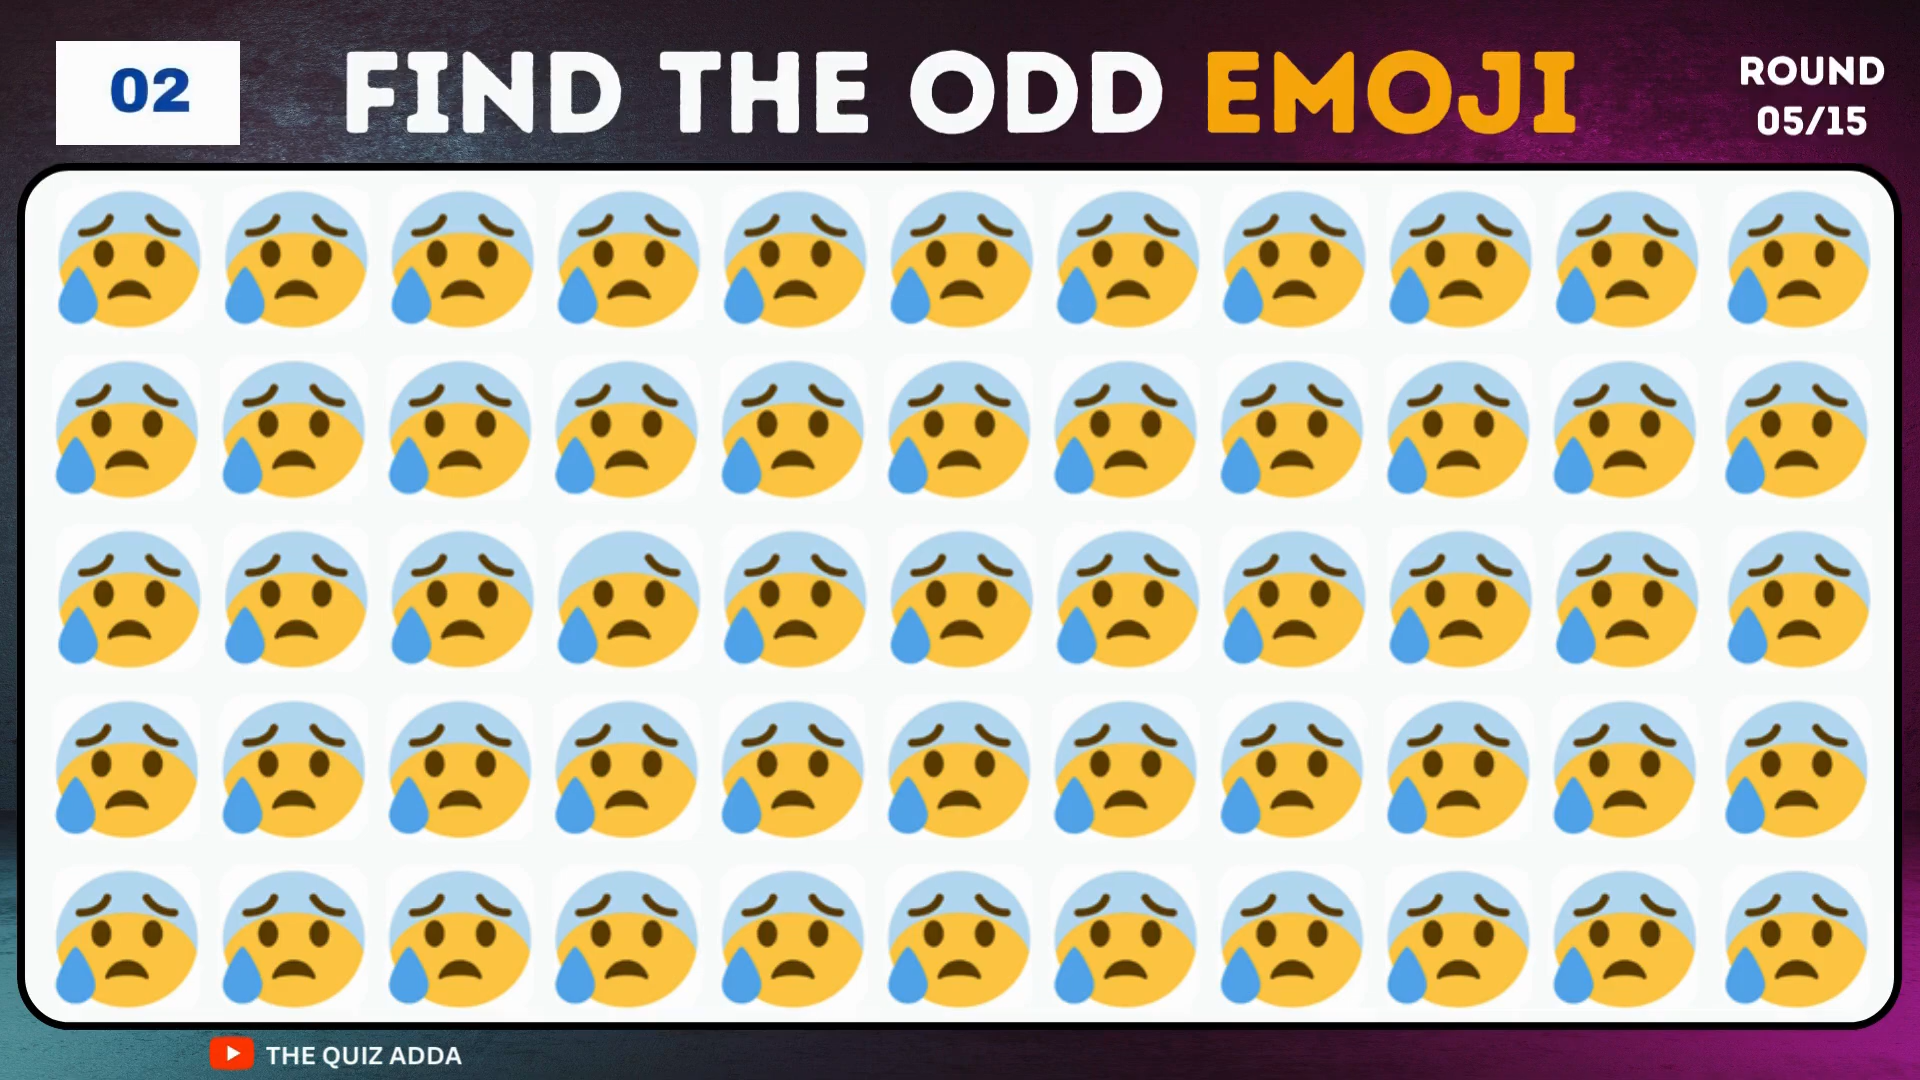 02
FIND THE ODD EMOJI
ROUND
05/15
THE QUIZ ADDA